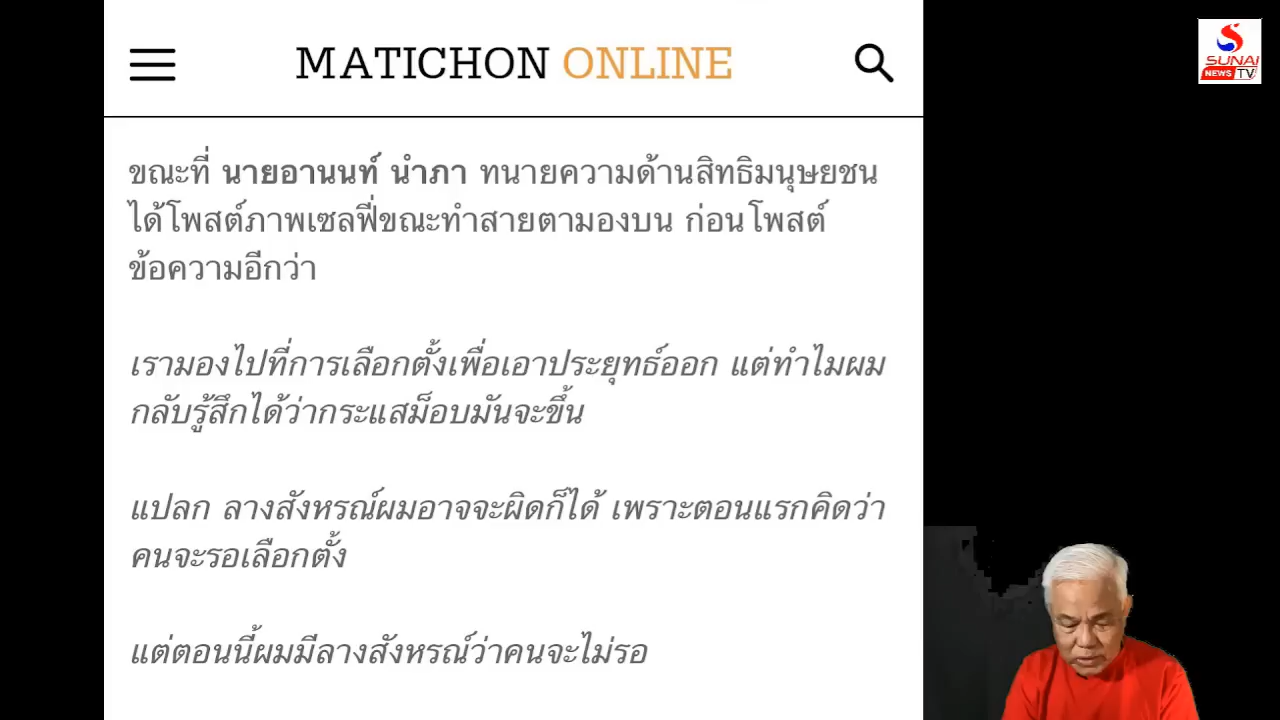 MATICHON ONLINE
SUNAI
NEWS TV
ขณะที่ นายอานนท์ นำภา ทนายความด้านสิทธิมนุษยชน
ได้โพสต์ภาพเซลฟี่ขณะทำสายตามองบน ก่อนโพสต์
ข้อความอีกว่า
เรามองไปที่การเลือกตั้งเพื่อเอาประยุทธ์ออก แต่ทำไมผม
กลับรู้สึกได้ว่ากระแสม็อบมันจะขึ้น
แปลก ลางสังหรณ์ผมอาจจะผิดก็ได้ เพราะตอนแรกคิดว่า
คนจะรอเลือกตั้ง
แต่ตอนนี้ผมมีลางสังหรณ์ว่าคนจะไม่รอ